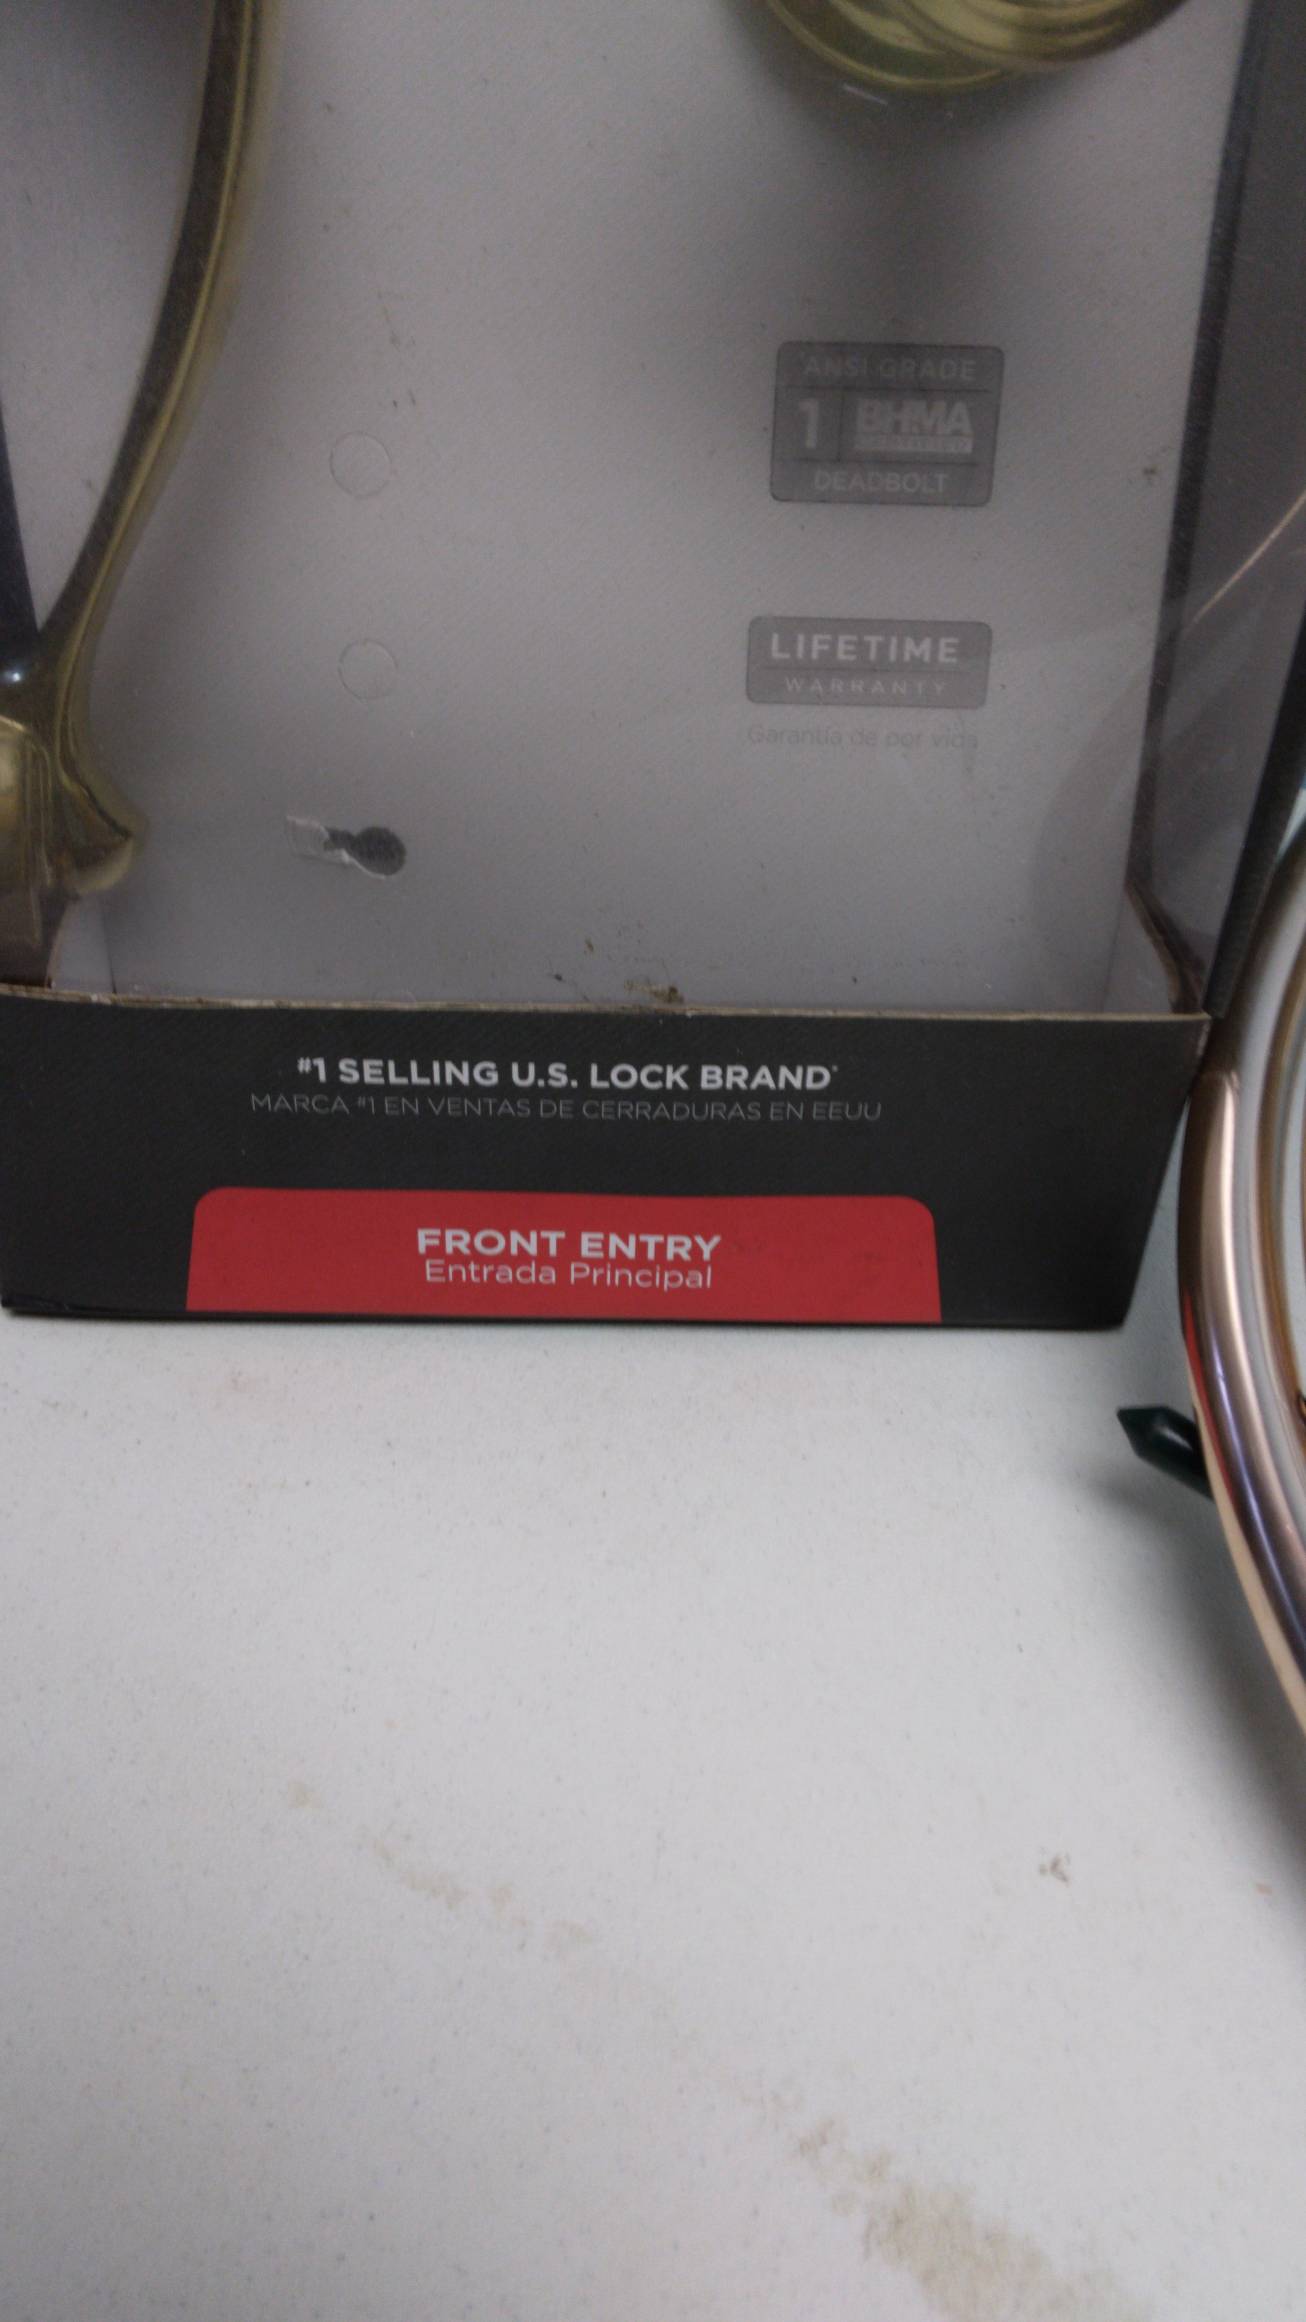 ANSI GRADE
1 BHMA
DEADBOLT
LIFETIME
WARRANTY
Garantía de por vida
#1 SELLING U.S. LOCK BRAND*
MARCA #1 EN VENTAS DE CERRADURAS EN EEUU
FRONT ENTRY
Entrada Principal